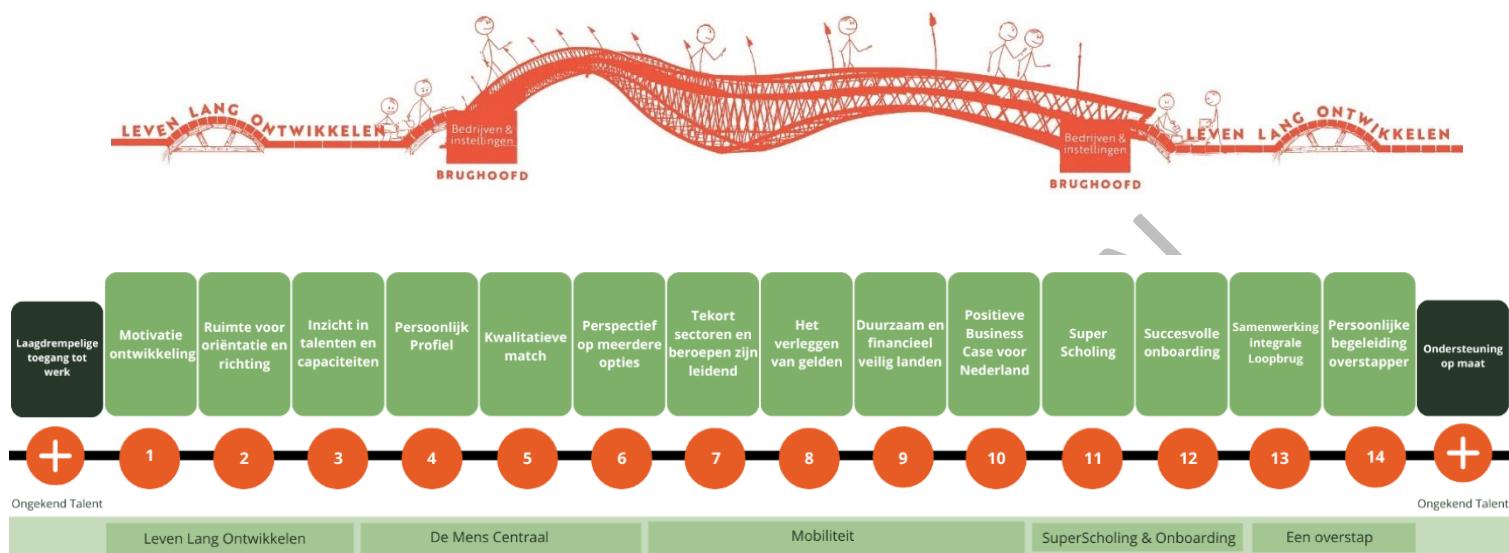 LEVEN LANG ONTWIKKELEN
Bedrijven &
instellingen
BRUGHOOFD
Bedrijven &
instellingen
BRUGHOOFD
LEVEN LANG ONTWIKKELEN
Laagdrempelige
toegang tot
werk
Motivatie
ontwikkeling
Ruimte voor
oriëntatie en
richting
Inzicht in
talenten en
capaciteiten
Persoonlijk
Profiel
Kwalitatieve
match
Perspectief
op meerdere
opties
Tekort
sectoren en
beroepen zijn
leidend
Het
verleggen
van gelden
Duurzaam en
financieel
veilig landen
Positieve
Business
Case voor
Nederland
Super
Scholing
Succesvolle
onboarding
Samenwerking
integrale
Loopbrug
Persoonlijke
begeleiding
overstapper
Ondersteuning
op maat
+ 1 2 3 4 5 6 7 8 9 10 11 12 13 14 +
Ongekend Talent
Ongekend Talent
Leven Lang Ontwikkelen
De Mens Centraal
Mobiliteit
SuperScholing & Onboarding
Een overstap